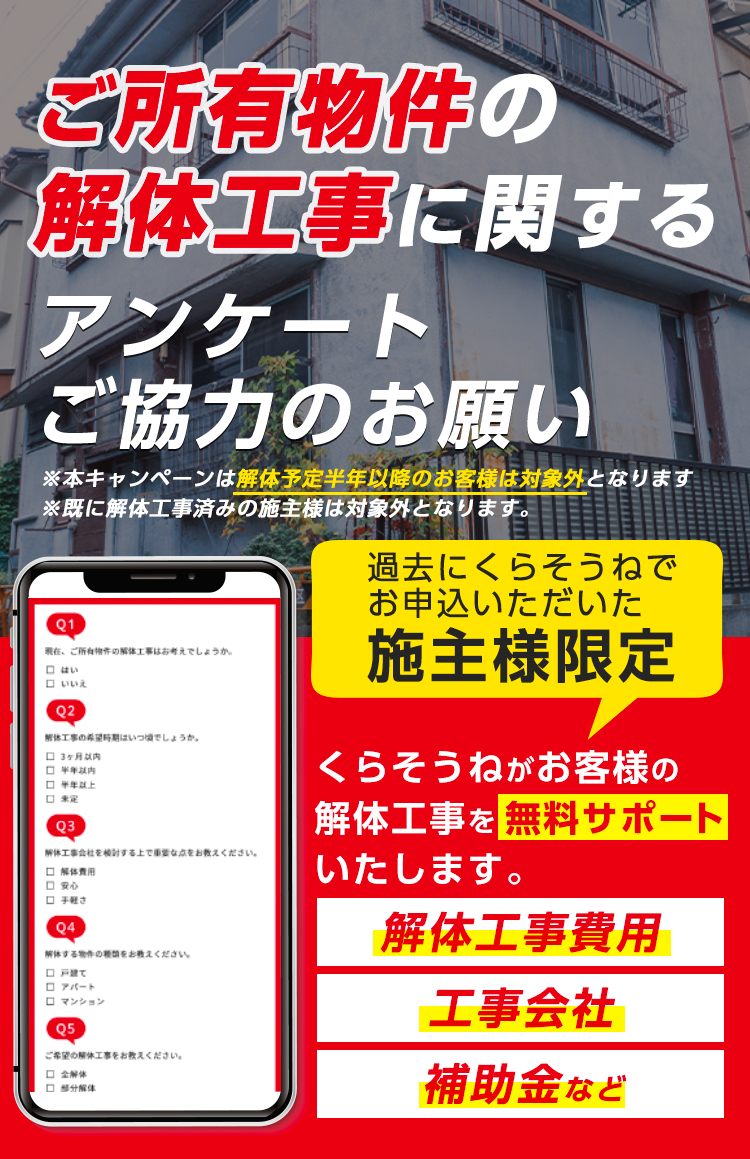 ご所有物件の
解体工事に関する
アンケート
ご協力のお願い
※本キャンペーンは解体予定半年以降のお客様は対象外となります
※既に解体工事済みの施主様は対象外となります。
過去にくらそうねで
お申込いただいた
施主様限定
Q1
現在、ご所有物件の解体工事はお考えでしょうか。
□ はい
□ いいえ
Q2
解体工事の希望時期はいつ頃でしょうか。
□ 3ヶ月以内
□ 半年以内
□ 半年以上
□ 未定
Q3
解体工事会社を検討する上で重要な点をお教えください。
□ 解体費用
□ 安心
□ 手軽さ
Q4
解体する物件の種類をお教えください。
□ 戸建て
□ アパート
□ マンション
Q5
ご希望の解体工事をお教えください。
□ 全解体
□ 部分解体
くらそうねがお客様の
解体工事を無料サポート
いたします。
解体工事費用
工事会社
補助金など